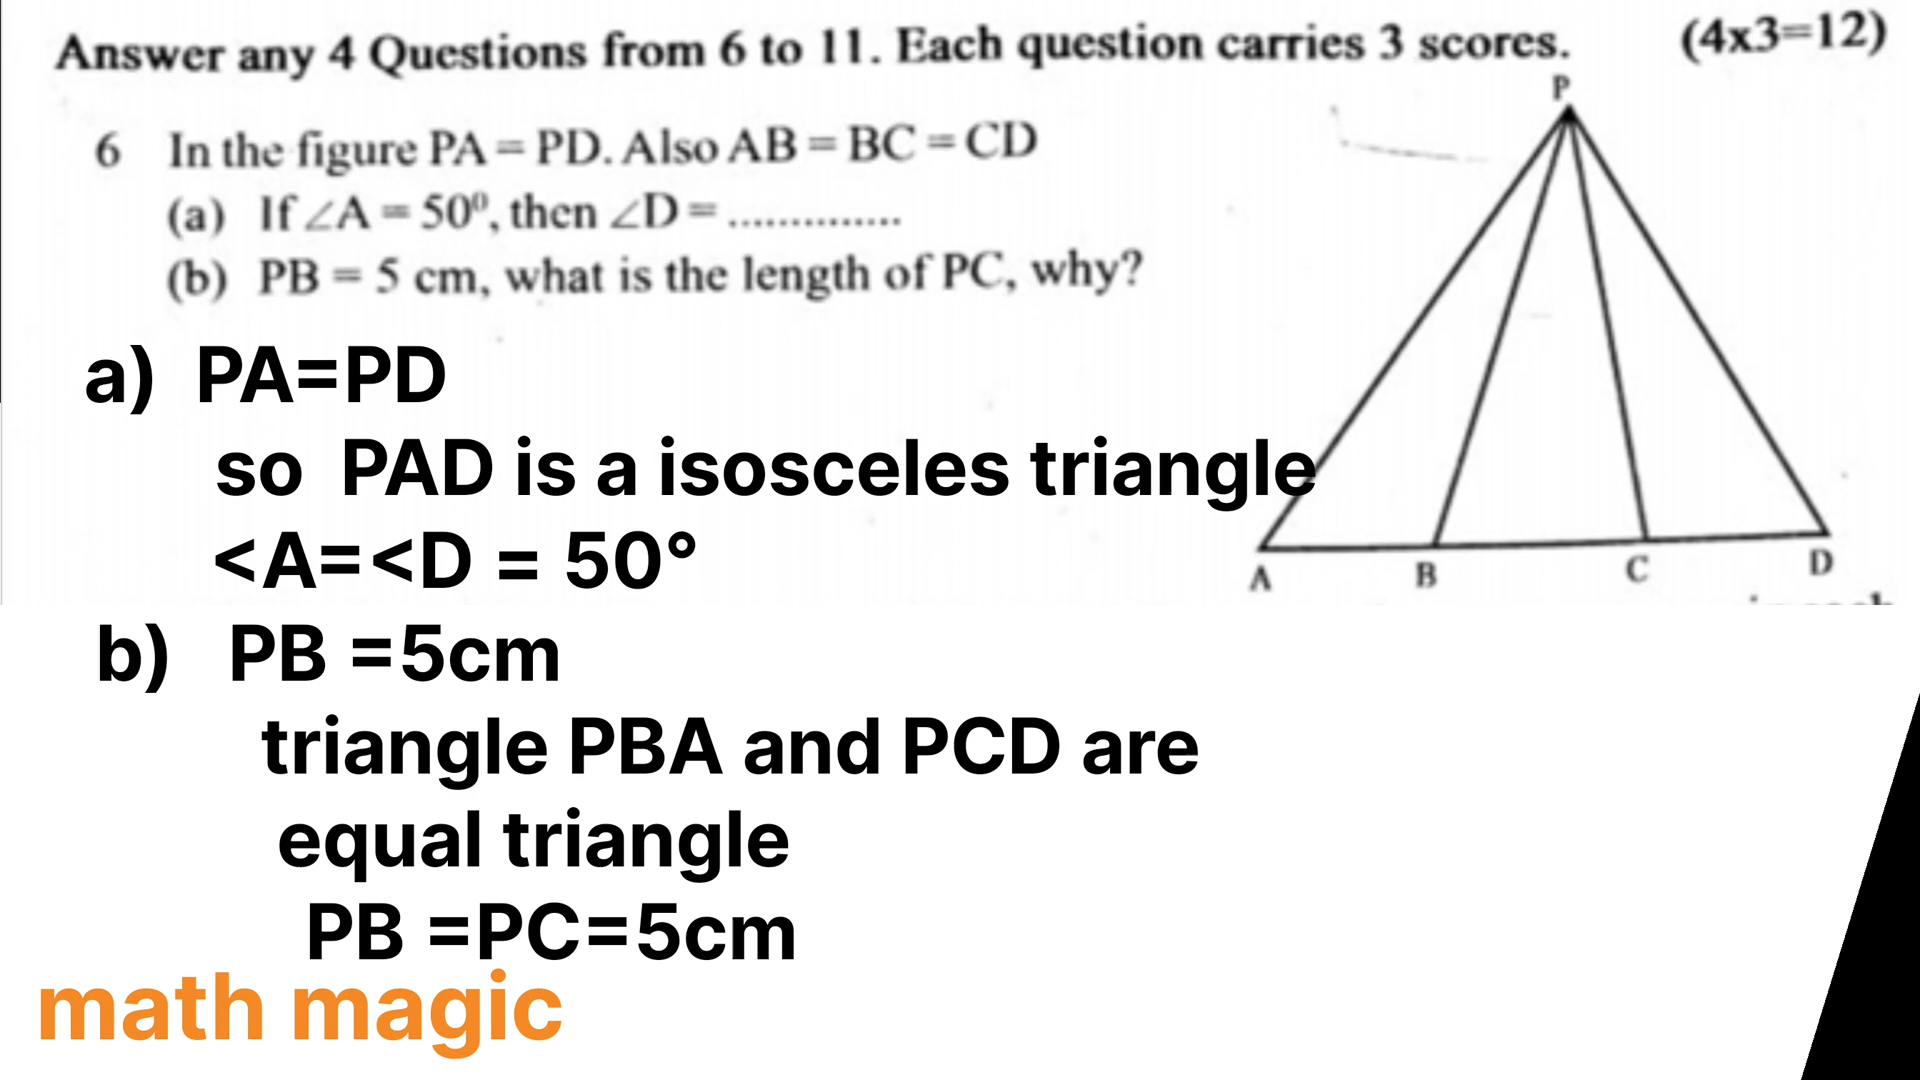 Answer any 4 Questions from 6 to 11. Each question carries 3 scores. (4x3=12)
6 In the figure PA = PD. Also AB = BC = CD
(a) If ∠A = 50⁰, then ∠D = ..............
(b) PB = 5 cm, what is the length of PC, why?
P
A B C D
a) PA=PD
so PAD is a isosceles triangle
<A=<D = 50°
b) PB =5cm
triangle PBA and PCD are
equal triangle
PB =PC=5cm
math magic